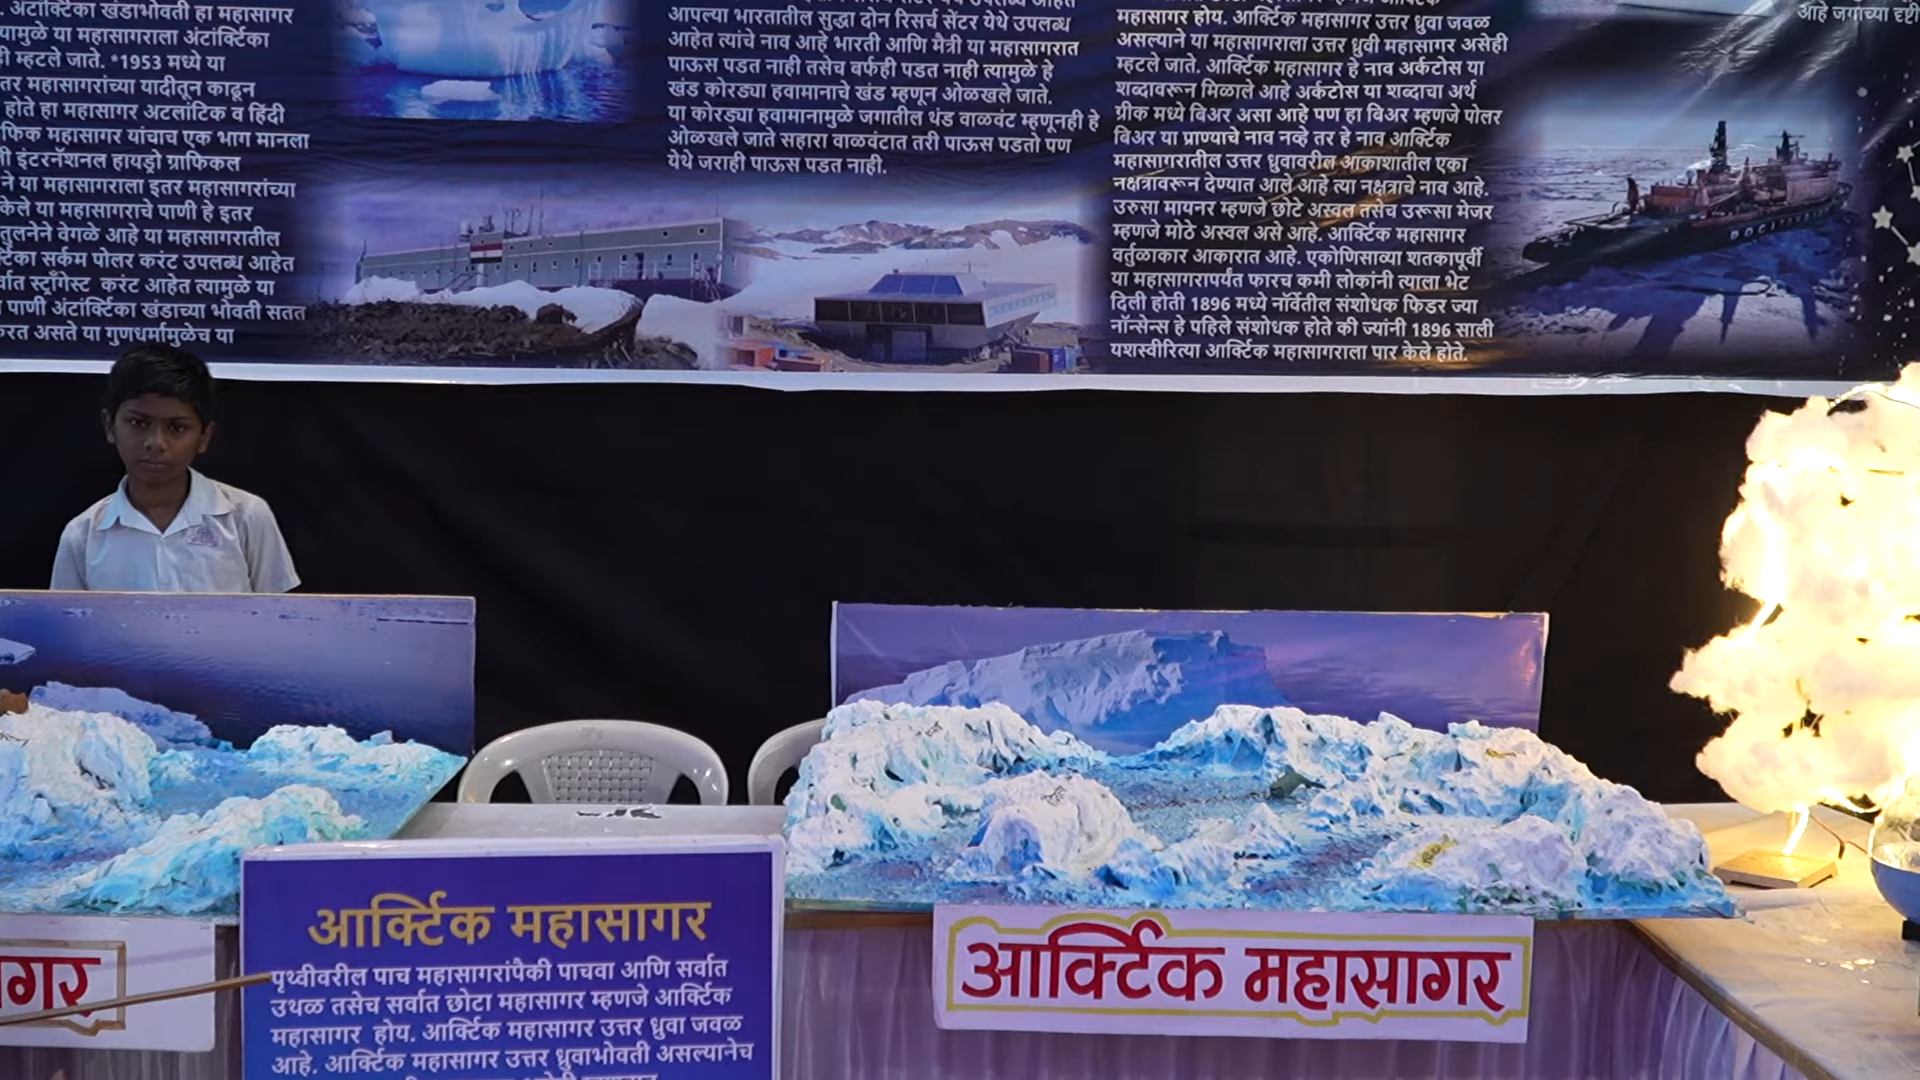 . अंटार्क्टिका खंडाभोवती हा महासागर
यामुळे या महासागराला अंटांर्क्टिका
ही म्हटले जाते. *1953 मध्ये या
तर महासागरांच्या यादीतून काढून
होते हा महासागर अटलांटिक व हिंदी
फिक महासागर यांचाच एक भाग मानला
इंटरनॅशनल हायड्रो ग्राफिकल
ने या महासागराला इतर महासागरांच्या
केले या महासागराचे पाणी हे इतर
तुलनेने वेगळे आहे या महासागरातील
सर्कम पोलर करंट उपलब्ध आहेत
स्ट्रॉंगेस्ट करंट आहेत त्यामुळे या
पाणी अंटांर्क्टिका खंडाच्या भोवती सतत
करत असते या गुणधर्मामुळेच या
आपल्या भारतातील सुद्धा दोन रिसर्च सेंटर येथे उपलब्ध
आहेत त्यांचे नाव आहे भारती आणि मैत्री या महासागरात
पाऊस पडत नाही तसेच बर्फही पडत नाही त्यामुळे हे
खंड कोरड्या हवामानाचे खंड म्हणून ओळखले जाते.
या कोरड्या हवामानामुळे जगातील थंड वाळवंट म्हणूनही हे
ओळखले जाते सहारा वाळवंटात तरी पाऊस पडतो पण
येथे जराही पाऊस पडत नाही.
महासागर होय. आर्क्टिक महासागर उत्तर ध्रुवा जवळ
असल्याने या महासागराला उत्तर ध्रुवी महासागर असेही
म्हटले जाते. आर्क्टिक महासागर हे नाव अर्कटोस या
शब्दावरून मिळाले आहे अर्कटोस या शब्दाचा अर्थ
ग्रीक मध्ये बिअर असा आहे पण हा बिअर म्हणजे पोलर
बिअर या प्राण्याचे नाव नव्हे तर हे नाव आर्क्टिक
महासागरातील उत्तर ध्रुवावरील आकाशातील एका
नक्षत्रावरून देण्यात आले आहे त्या नक्षत्राचे नाव आहे.
उरुसा मायनर म्हणजे छोटे अस्वल तसेच उरूसा मेजर
म्हणजे मोठे अस्वल असे आहे. आर्क्टिक महासागर
वर्तुळाकार आकारात आहे. एकोणिसाव्या शतकापूर्वी
या महासागरापर्यंत फारच कमी लोकांनी त्याला भेट
दिली होती 1896 मध्ये नॉर्वेतील संशोधक फिडर ज्या
नॉन्सेन्स हे पहिले संशोधक होते की ज्यांनी 1896 साली
यशस्वीरित्या आर्क्टिक महासागराला पार केले होते.
आहे जगाच्या दृष्टी
आर्क्टिक महासागर
पृथ्वीवरील पाच महासागरांपैकी पाचवा आणि सर्वात
उथळ तसेच सर्वात छोटा महासागर म्हणजे आर्क्टिक
महासागर होय. आर्क्टिक महासागर उत्तर ध्रुवा जवळ
आहे. आर्क्टिक महासागर उत्तर ध्रुवाभोवती असल्यानेच
गर
आर्क्टिक महासागर